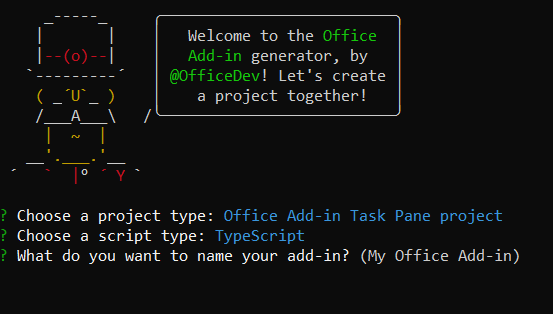 Welcome to the Office
Add-in generator, by
@OfficeDev! Let's create
a project together!
? Choose a project type: Office Add-in Task Pane project
? Choose a script type: TypeScript
? What do you want to name your add-in? (My Office Add-in)